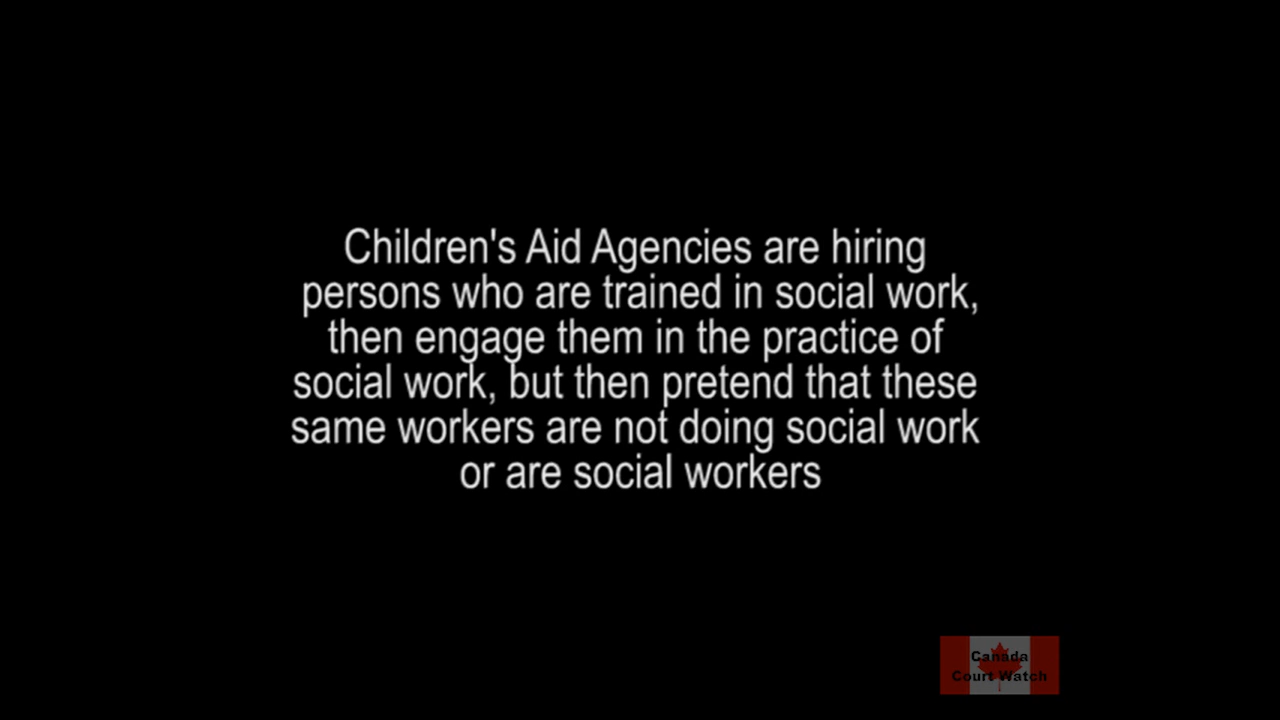 Children's Aid Agencies are hiring
persons who are trained in social work,
then engage them in the practice of
social work, but then pretend that these
same workers are not doing social work
or are social workers
Canada
Court Watch